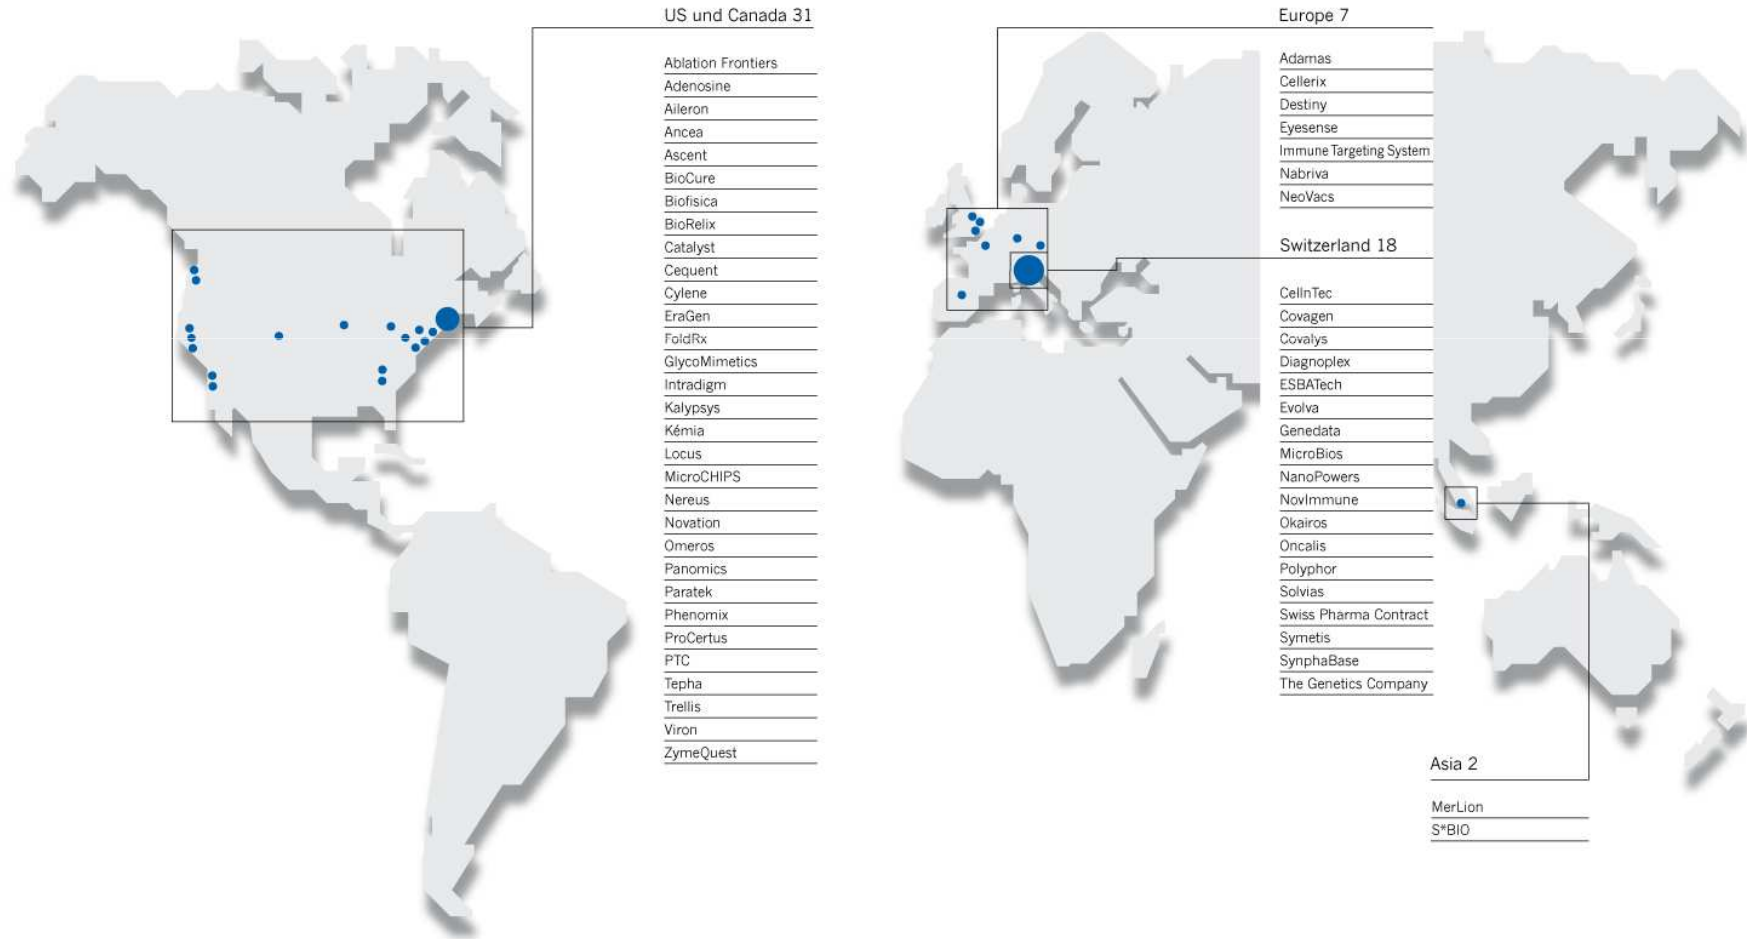 US und Canada 31
Ablation Frontiers
Adenosine
Aileron
Ancea
Ascent
BioCure
Biofisica
BioRelix
Catalyst
Cequent
Cylene
EraGen
FoldRx
GlycoMimetics
Intradigm
Kalypsys
Kémia
Locus
MicroCHIPS
Nereus
Novation
Omeros
Panomics
Paratek
Phenomix
ProCertus
PTC
Tepha
Trellis
Viron
ZymeQuest
Europe 7
Adamas
Cellerix
Destiny
Eyesense
Immune Targeting System
Nabriva
NeoVacs
Switzerland 18
CellnTec
Covagen
Covalys
Diagnoplex
ESBATech
Evolva
Genedata
MicroBios
NanoPowers
NovImmune
Okairos
Oncalis
Polyphor
Solvias
Swiss Pharma Contract
Symetis
SynphaBase
The Genetics Company
Asia 2
MerLion
S*BIO